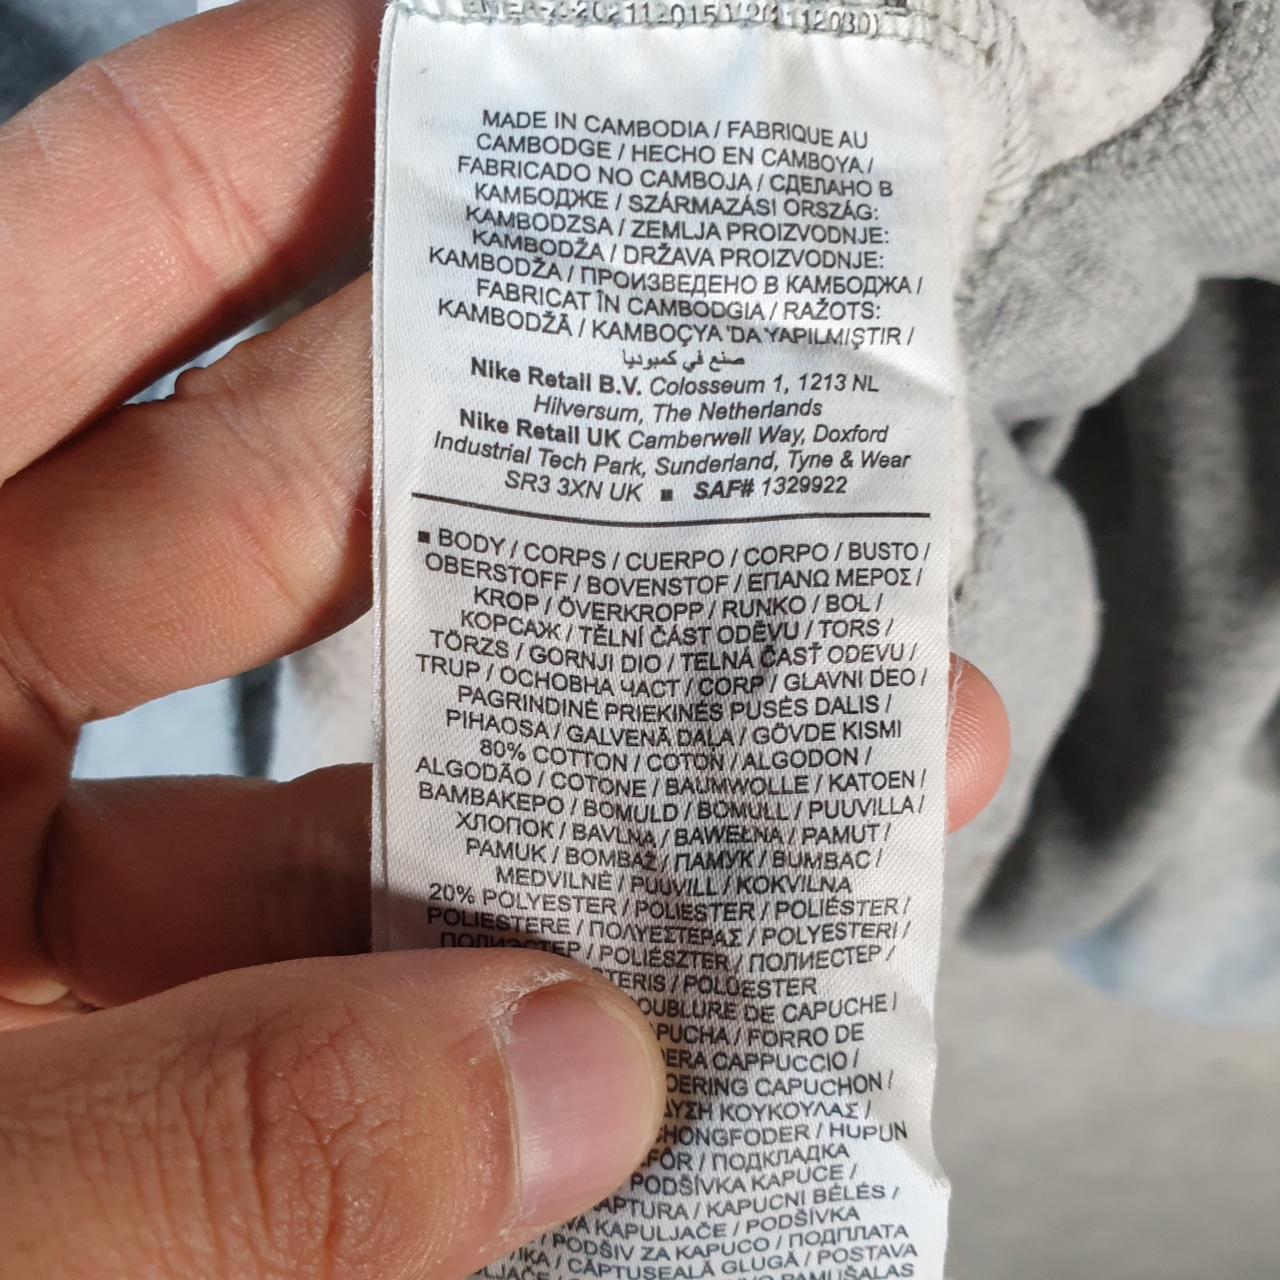 MADE IN CAMBODIA / FABRIQUE AU
CAMBODGE / HECHO EN CAMBOYA /
FABRICADO NO CAMBOJA / СДЕЛАНО В
КАМБОДЖЕ / SZÁRMAZÁSI ORSZÁG:
KAMBODZSA / ZEMLJA PROIZVODNJE:
KAMBODŽA / DRŽAVA PROIZVODNJE:
KAMBODŽA / ПРОИЗВЕДЕНО В КАМБОДЖА /
FABRICAT ÎN CAMBODGIA / RAŽOTS:
KAMBODŽĀ / KAMBOÇYA 'DA YAPILMIŞTIR /
صنع في كمبوديا
Nike Retail B.V. Colosseum 1, 1213 NL
Hilversum, The Netherlands
Nike Retail UK Camberwell Way, Doxford
Industrial Tech Park, Sunderland, Tyne & Wear
SR3 3XN UK ■ SAF# 1329922
■ BODY / CORPS / CUERPO / CORPO / BUSTO /
OBERSTOFF / BOVENSTOF / ΕΠΑΝΩ ΜΕΡΟΣ /
KROP / ÖVERKROPP / RUNKO / BOL /
КОРСАЖ / TĚLNÍ ČÁST ODĚVU / TORS /
TÖRZS / GORNJI DIO / TELNÁ ČASŤ ODEVU /
TRUP / ОСНОВНА ЧАСТ / CORP / GLAVNI DEO /
PAGRINDINĖ PRIEKINĖS PUSĖS DALIS /
PIHAOSA / GALVENĀ DAĻA / GÖVDE KISMI
80% COTTON / COTON / ALGODON /
ALGODÃO / COTONE / BAUMWOLLE / KATOEN /
ΒΑΜΒΑΚΕΡΟ / BOMULD / BOMULL / PUUVILLA /
ХЛОПОК / BAVLNA / BAWEŁNA / PAMUT /
PAMUK / BOMBAŽ / ПАМУК / BUMBAC /
MEDVILNĖ / PUUVILL / KOKVILNA
20% POLYESTER / POLIESTER / POLIÉSTER /
POLIESTERE / ΠΟΛΥΕΣΤΕΡΑΣ / POLYESTERI /
ПОЛИЭСТЕР / POLIÉSZTER / ПОЛИЕСТЕР /
POLÜESTER
DE CAPUCHE /
FORRO DE
CAPPUCCIO /
CAPUCHON /
ΚΟΥΚΟΥΛΑΣ /
HUPUN
ПОДКЛАДКА
PODŠÍVKA KAPUCE /
KAPUCNI BÉLÉS /
KAPULJAČE / PODŠÍVKA
PODŠIV ZA KAPUCO / ПОДПЛАТА
CĂPTUŞEALĂ GLUGĂ / POSTAVA
PAMUŠALAS